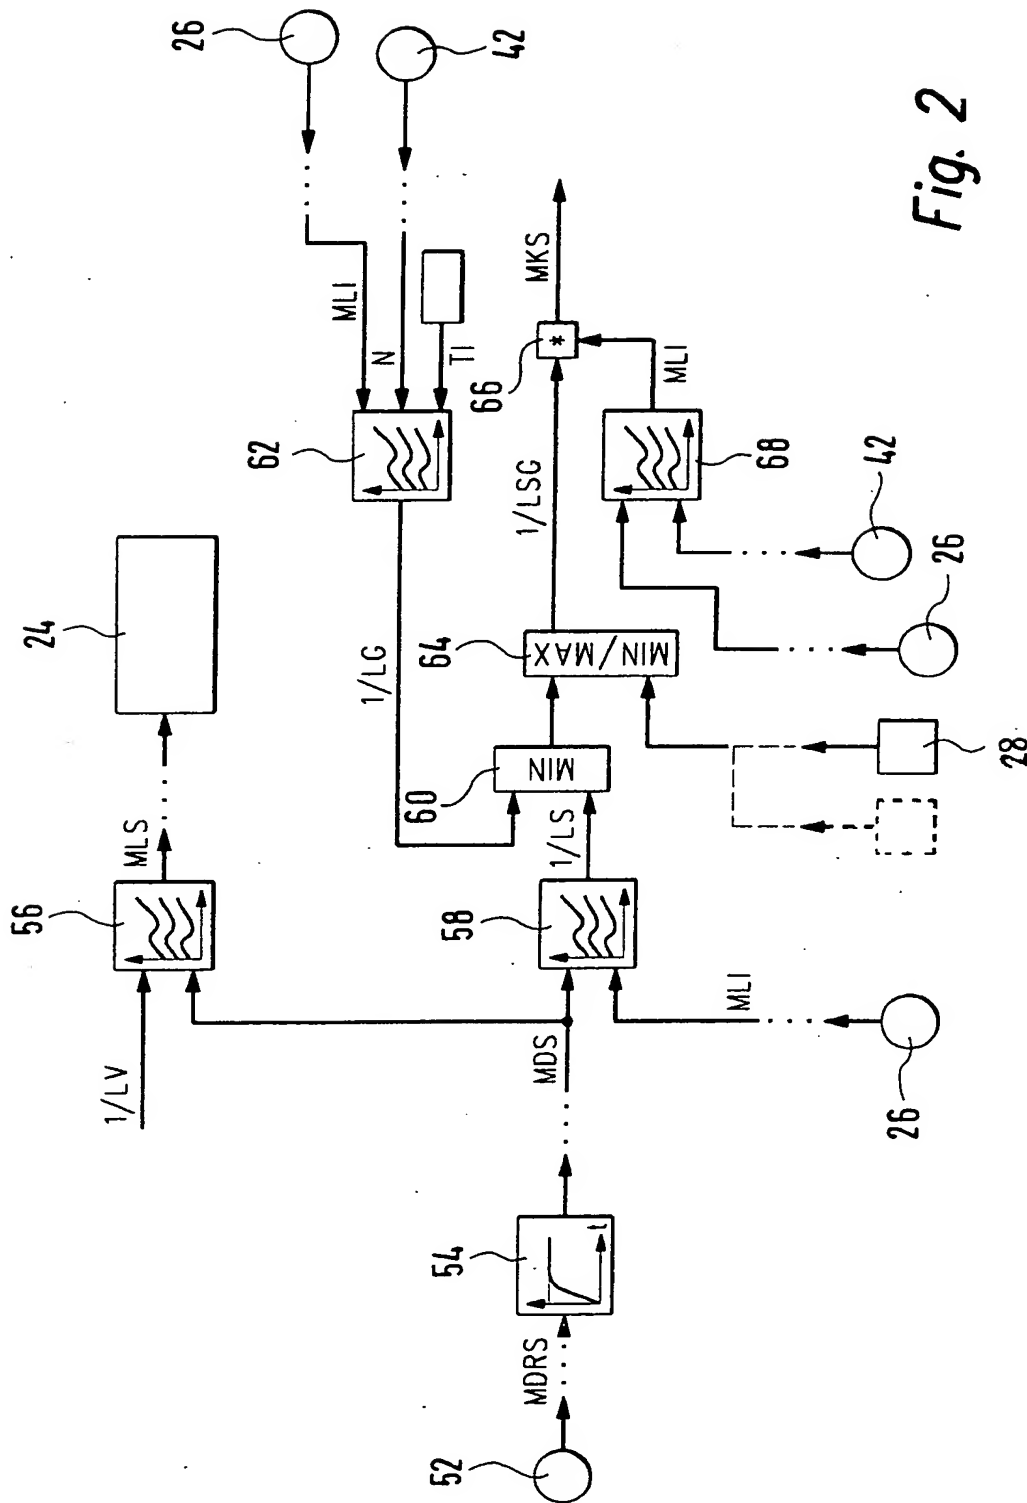 56
24
1/LV
MLS
26
62
MLI
1/LG
N
42
60
54
58
64
TI
52
66
1/LSG
MKS
MDRS
MDS
1/LS
MIN
MIN/MAX
*
t
MLI
MLI
68
42
26
26
28
Fig. 2